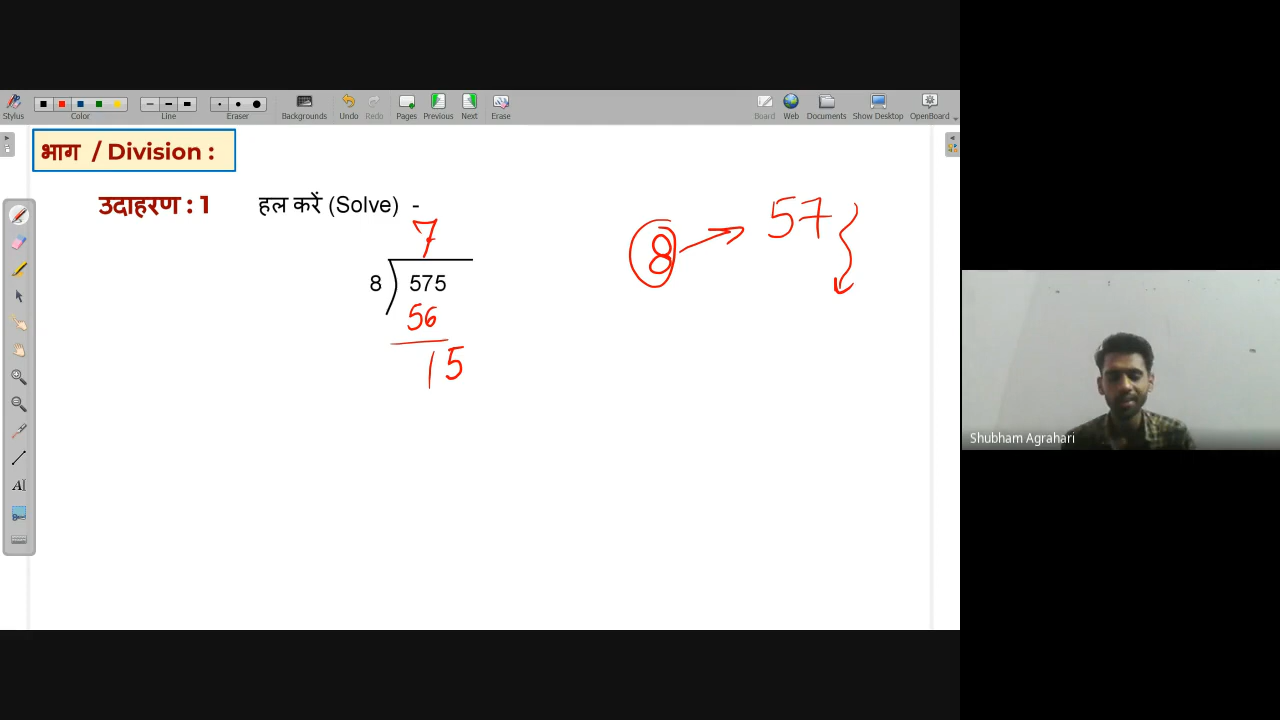 Stylus Color Line Eraser Backgrounds Undo Redo Pages Previous Next Erase Board Web Documents Show Desktop OpenBoard
भाग / Division :
उदाहरण : 1 हल करें (Solve) -
7
8 575
56
15
8 57
Shubham Agrahari